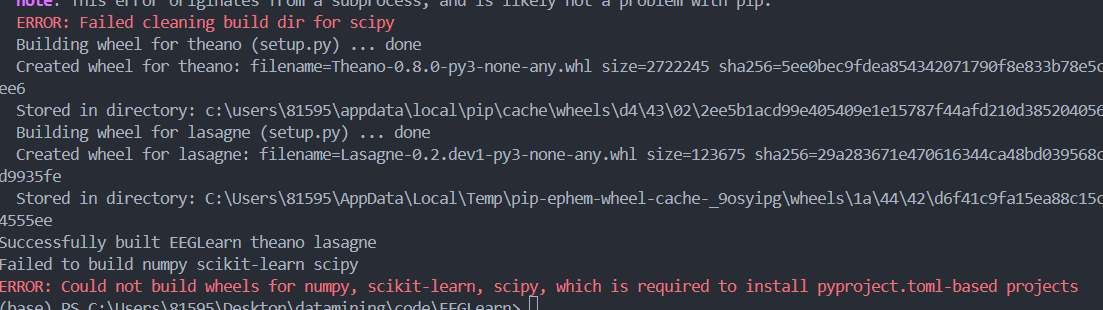 note: This error originates from a subprocess, and is likely not a problem with pip.
ERROR: Failed cleaning build dir for scipy
Building wheel for theano (setup.py) ... done
Created wheel for theano: filename=Theano-0.8.0-py3-none-any.whl size=2722245 sha256=5ee0bec9fdea854342071790f8e833b78e5c
ee6
Stored in directory: c:\users\81595\appdata\local\pip\cache\wheels\d4\43\02\2ee5b1acd99e405409e1e15787f44afd210d385204056
Building wheel for lasagne (setup.py) ... done
Created wheel for lasagne: filename=Lasagne-0.2.dev1-py3-none-any.whl size=123675 sha256=29a283671e470616344ca48bd039568c
d9935fe
Stored in directory: C:\Users\81595\AppData\Local\Temp\pip-ephem-wheel-cache-_9osyipg\wheels\1a\44\42\d6f41c9fa15ea88c15c
4555ee
Successfully built EEGLearn theano lasagne
Failed to build numpy scikit-learn scipy
ERROR: Could not build wheels for numpy, scikit-learn, scipy, which is required to install pyproject.toml-based projects
(base) PS C:\Users\81595\Desktop\datamining\code\EEGLearn>